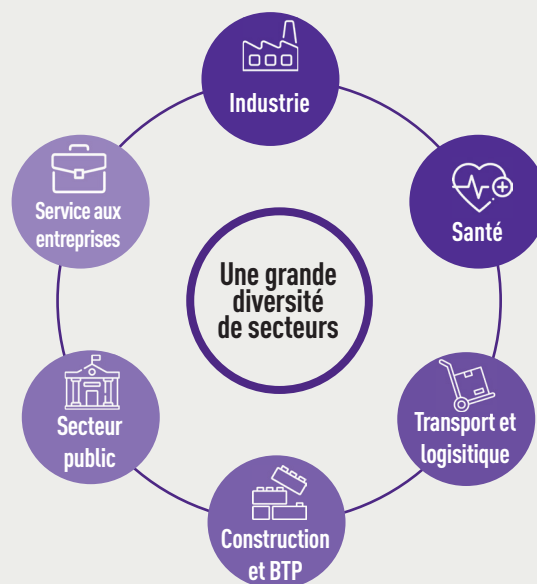 Industrie
Santé
Transport et
logisitique
Construction
et BTP
Secteur
public
Service aux
entreprises
Une grande
diversité
de secteurs